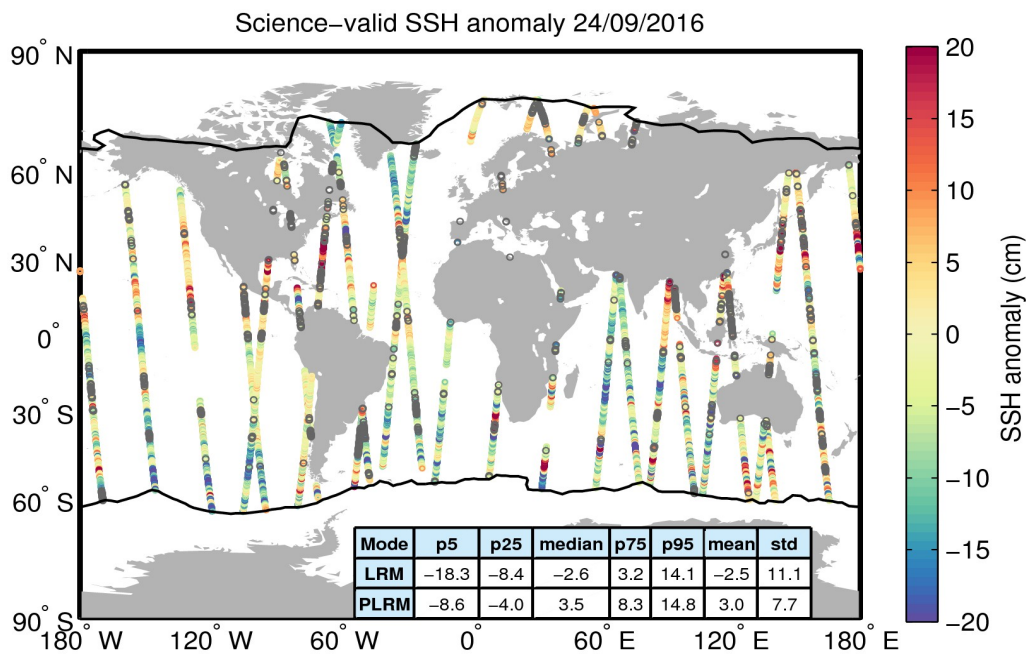 Science−valid SSH anomaly 24/09/2016
90° N
60° N
30° N
0°
30° S
60° S
90° S
180° W
120° W
60° W
0°
60° E
120° E
180° E
Mode p5 p25 median p75 p95 mean std
LRM −18.3 −8.4 −2.6 3.2 14.1 −2.5 11.1
PLRM −8.6 −4.0 3.5 8.3 14.8 3.0 7.7
20
15
10
5
0
−5
−10
−15
−20
SSH anomaly (cm)